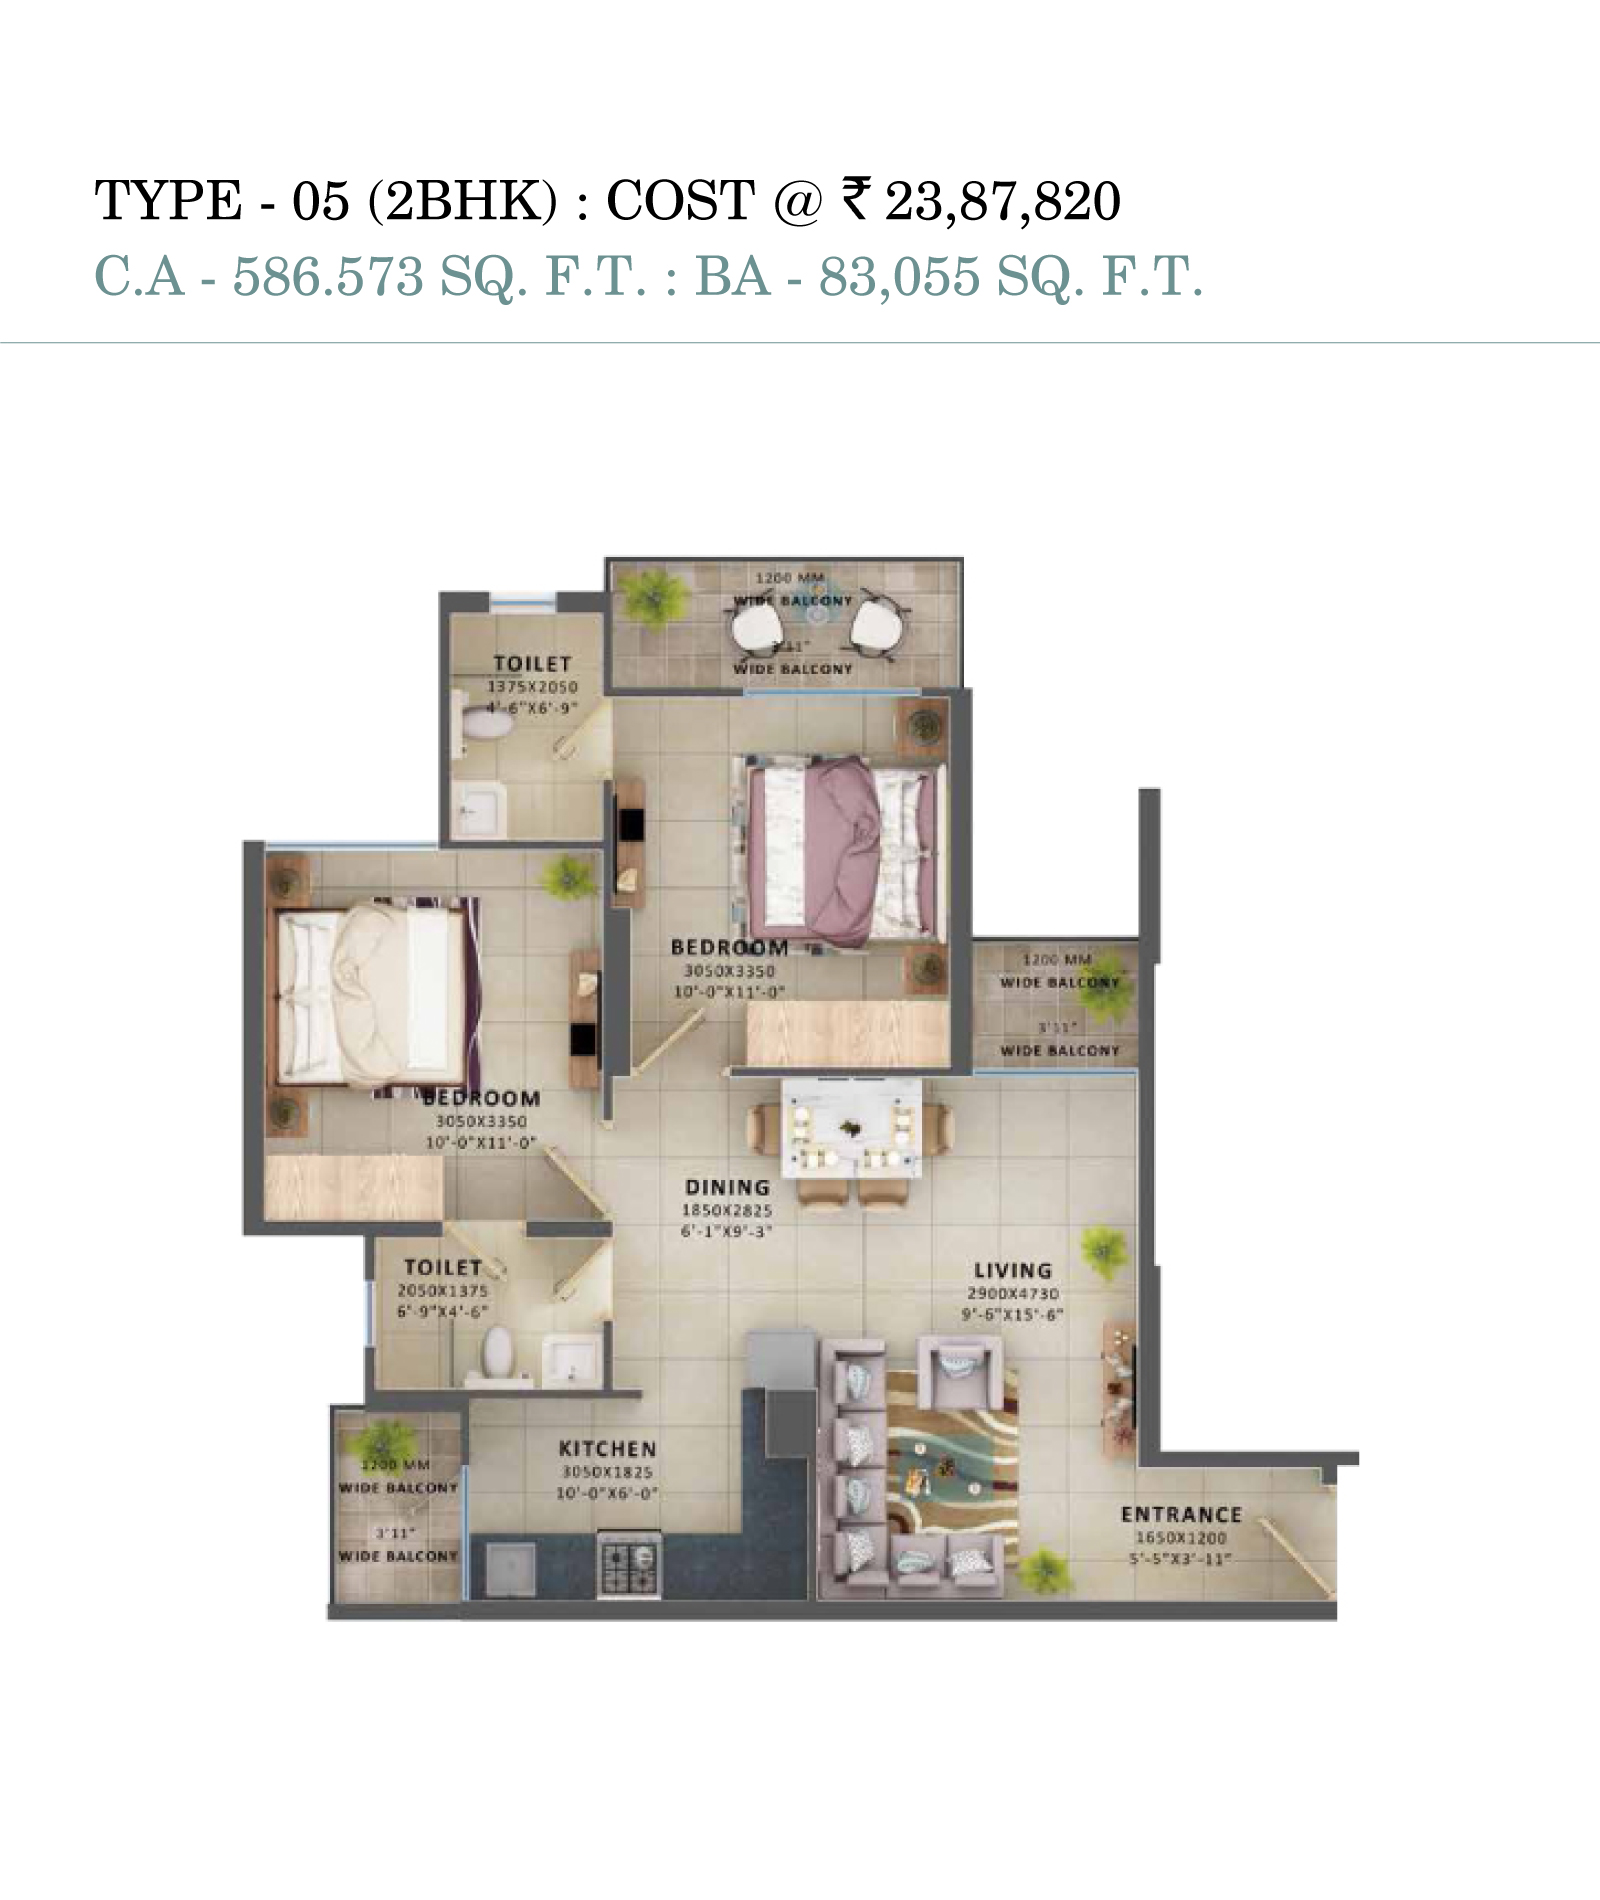 TYPE - 05 (2BHK) : COST @ ₹ 23,87,820
C.A - 586.573 SQ. F.T. : BA - 83,055 SQ. F.T.
1200 MM
WIDE BALCONY
3'11"
WIDE BALCONY
TOILET
1375X2050
4'-6"X6'-9"
BEDROOM
3050X3350
10'-0"X11'-0"
1200 MM
WIDE BALCONY
3'11"
WIDE BALCONY
BEDROOM
3050X3350
10'-0"X11'-0"
DINING
1850X2825
6'-1"X9'-3"
TOILET
2050X1375
6'-9"X4'-6"
LIVING
2900X4730
9'-6"X15'-6"
KITCHEN
3050X1825
10'-0"X6'-0"
1200 MM
WIDE BALCONY
3'11"
WIDE BALCONY
ENTRANCE
1650X1200
5'-5"X3'-11"